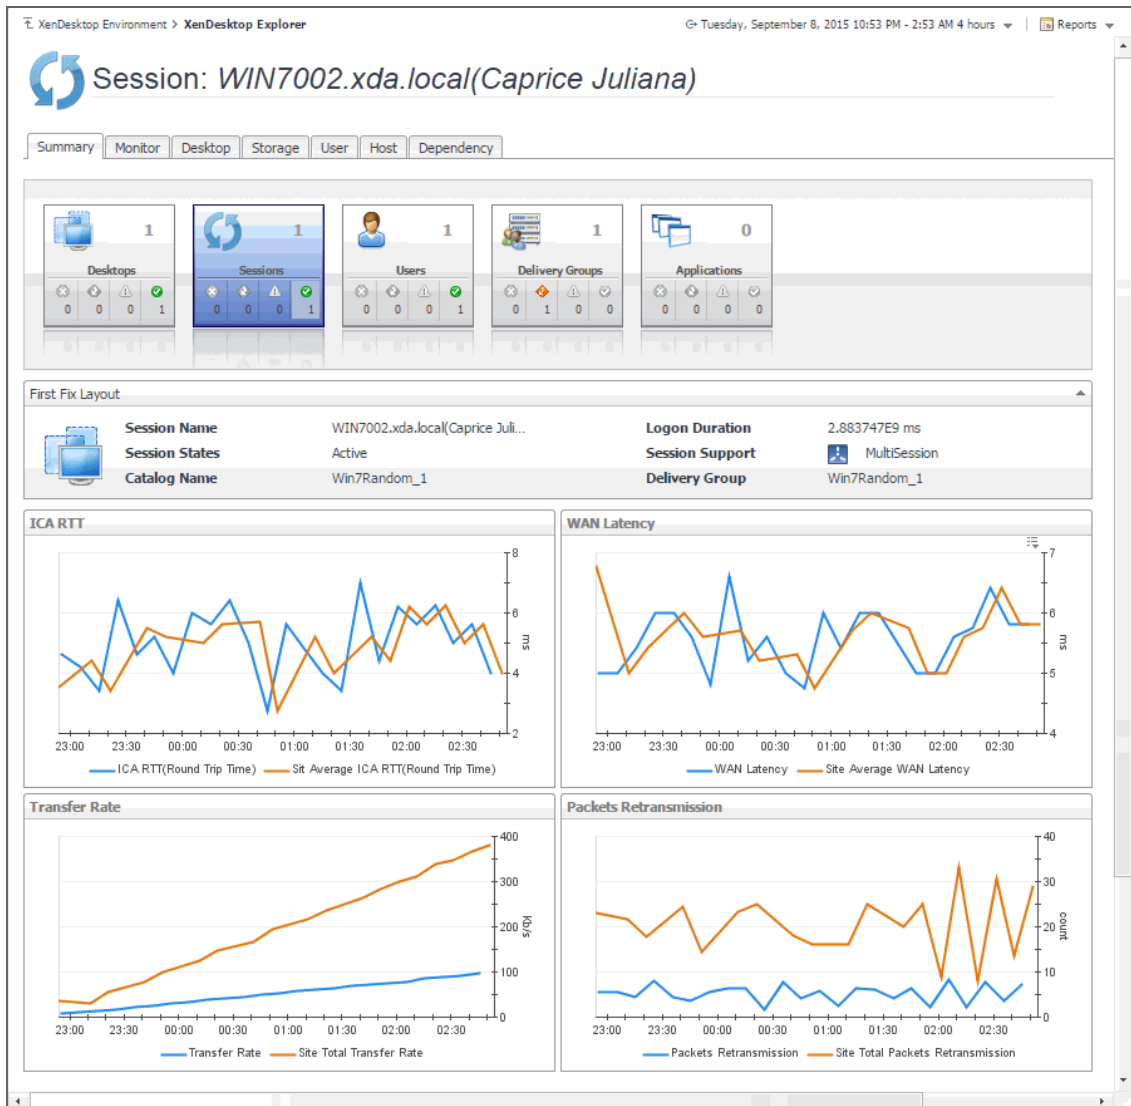 XenDesktop Environment > XenDesktop Explorer
Tuesday, September 8, 2015 10:53 PM - 2:53 AM 4 hours
Reports
Session: WIN7002.xda.local(Caprice Juliana)
Summary Monitor Desktop Storage User Host Dependency
1 1 1 1 0
Desktops Sessions Users Delivery Groups Applications
0 0 0 1 0 0 0 1 0 0 0 1 0 1 0 0 0 0 0 0
First Fix Layout
Session Name WIN7002.xda.local(Caprice Juli... Logon Duration 2.883747E9 ms
Session States Active Session Support MultiSession
Catalog Name Win7Random_1 Delivery Group Win7Random_1
ICA RTT
8
6
ms
4
2
23:00 23:30 00:00 00:30 01:00 01:30 02:00 02:30
ICA RTT(Round Trip Time) Sit Average ICA RTT(Round Trip Time)
WAN Latency
7
6
ms
5
4
23:00 23:30 00:00 00:30 01:00 01:30 02:00 02:30
WAN Latency Site Average WAN Latency
Transfer Rate
400
300
200
Kb/s
100
0
23:00 23:30 00:00 00:30 01:00 01:30 02:00 02:30
Transfer Rate Site Total Transfer Rate
Packets Retransmission
40
30
20
count
10
0
23:00 23:30 00:00 00:30 01:00 01:30 02:00 02:30
Packets Retransmission Site Total Packets Retransmission